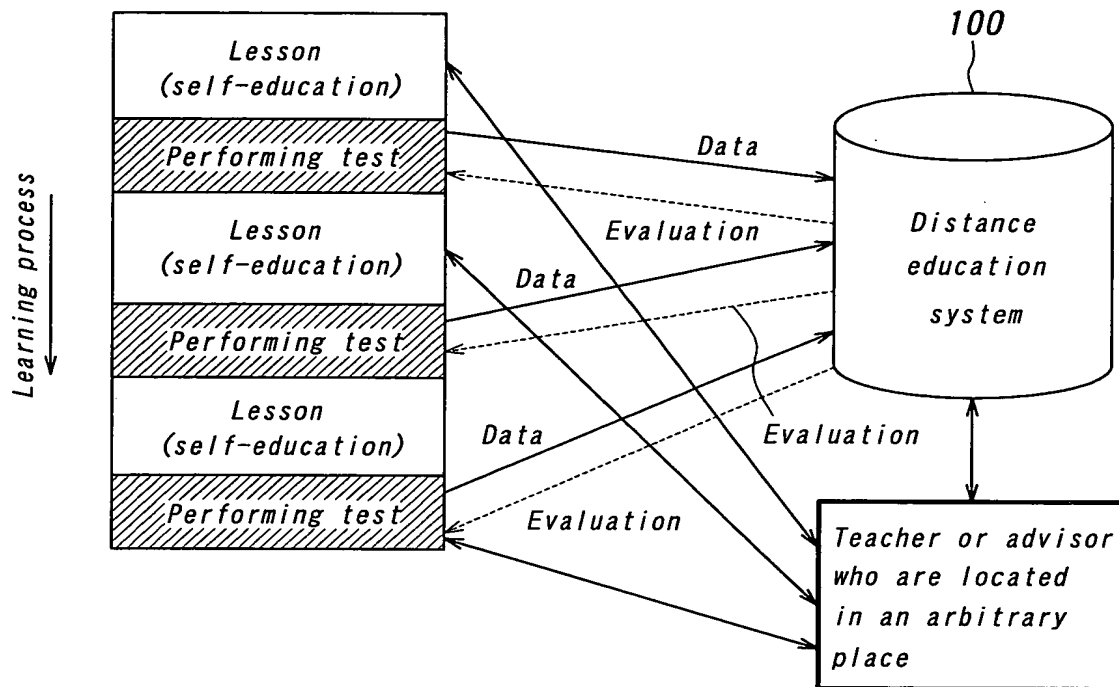 100
Lesson
(self-education)
Performing test
Lesson
(self-education)
Performing test
Lesson
(self-education)
Performing test
Learning process
Data
Evaluation
Data
Evaluation
Data
Evaluation
Distance
education
system
Teacher or advisor
who are located
in an arbitrary
place